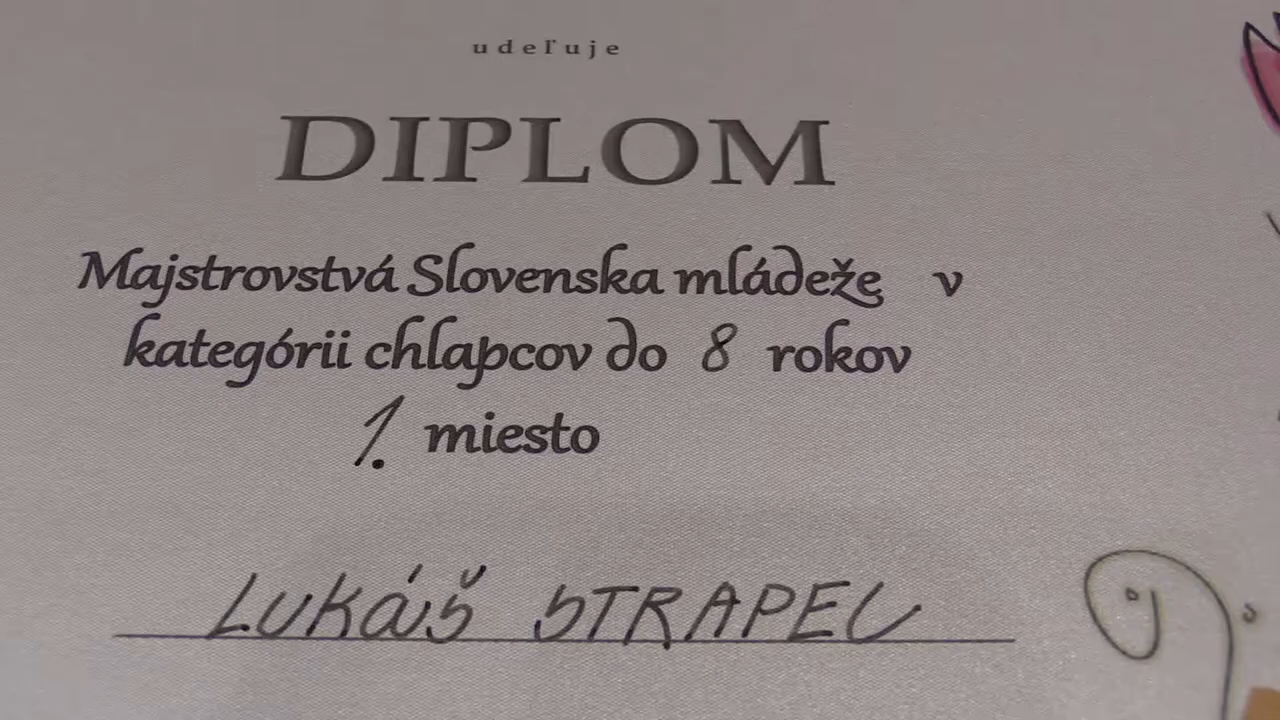 udeľuje
DIPLOM
Majstrovstvá Slovenska mládeže v
kategórii chlapcov do 8 rokov
1. miesto
LUKÁŠ STRAPEC